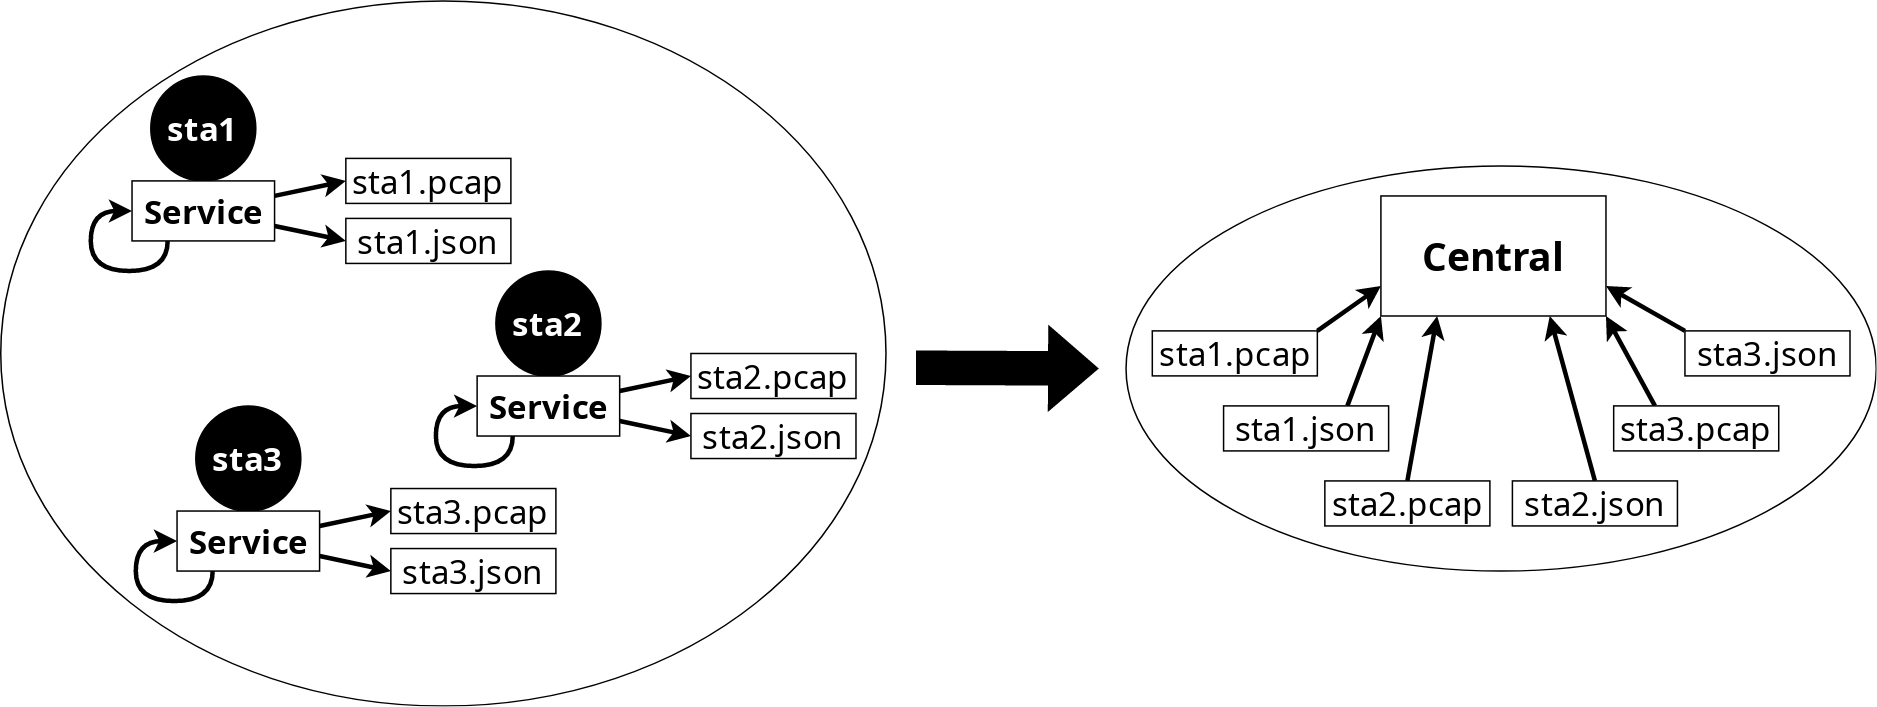 sta1
Service
sta1.pcap
sta1.json
sta2
Service
sta2.pcap
sta2.json
sta3
Service
sta3.pcap
sta3.json
Central
sta1.pcap
sta3.json
sta1.json
sta3.pcap
sta2.pcap
sta2.json